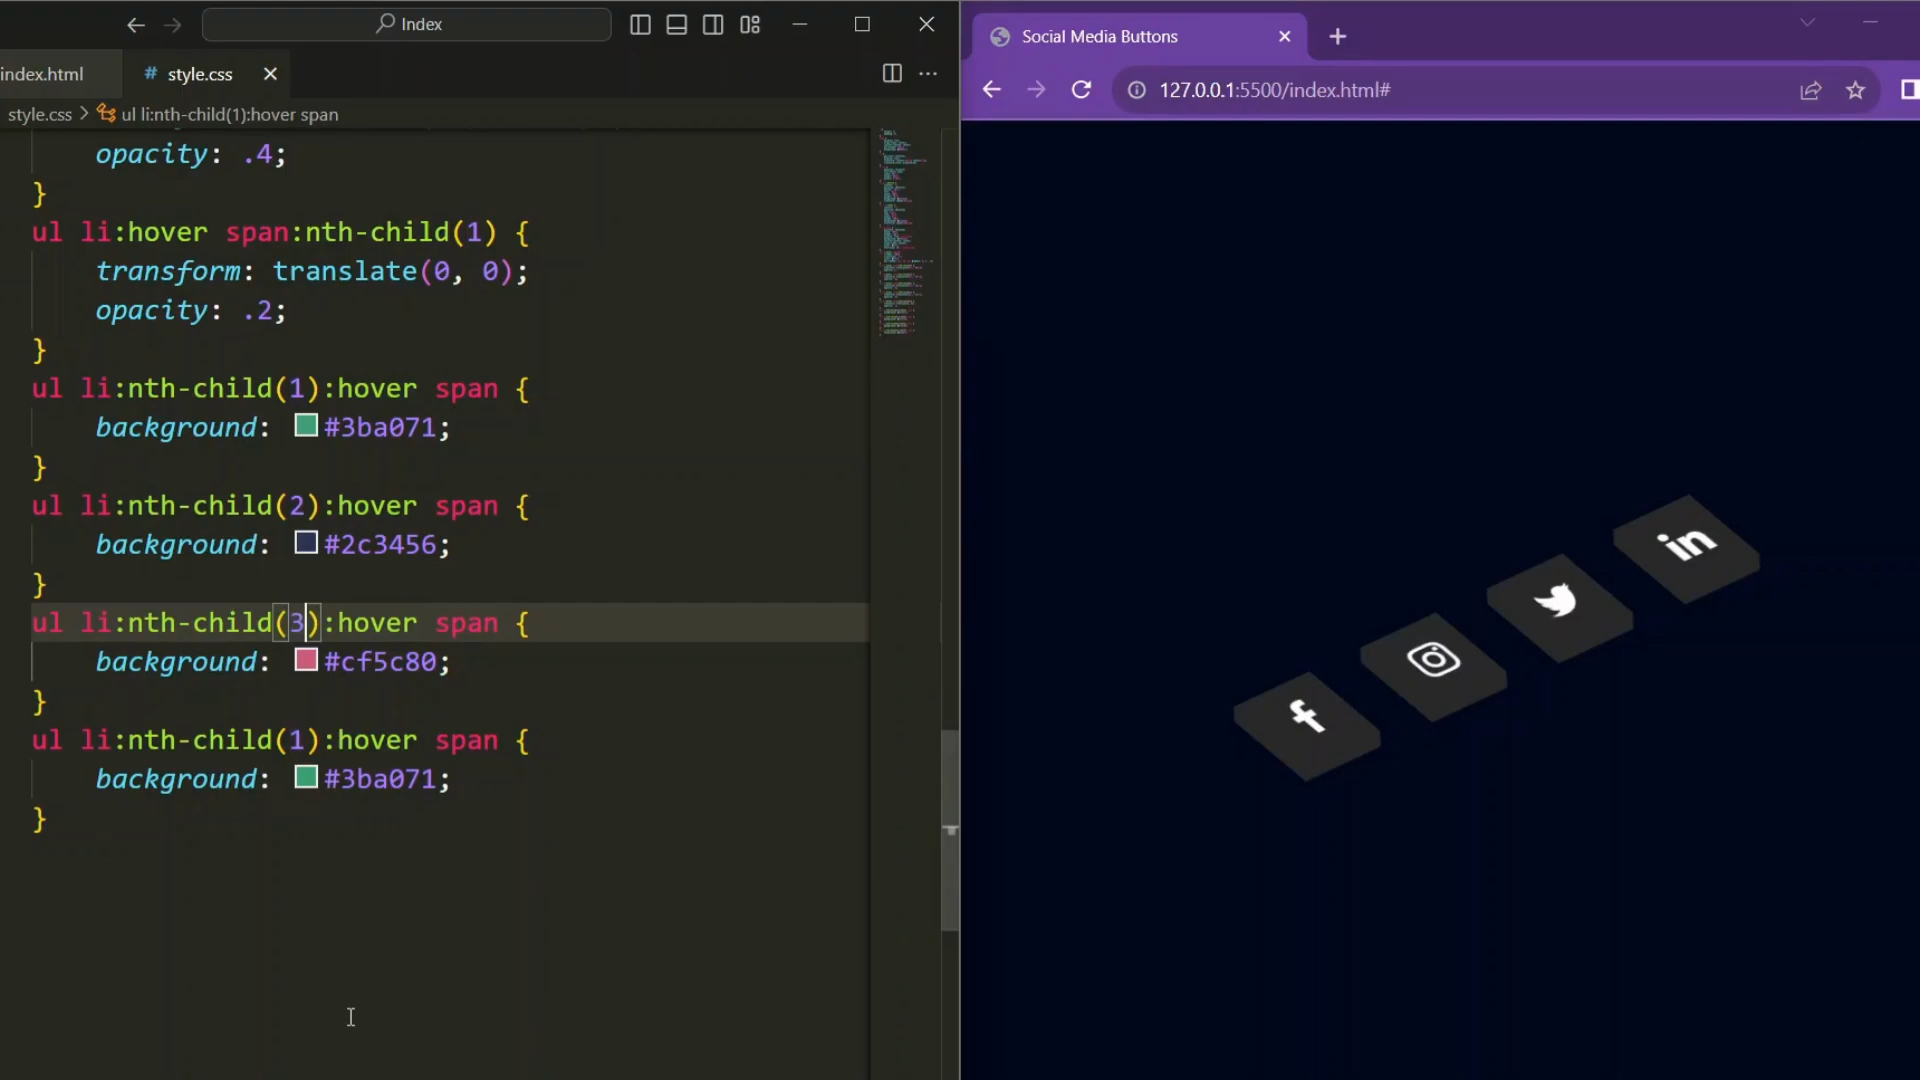 Index
index.html
# style.css
style.css > ul li:nth-child(1):hover span
opacity: .4;
}
ul li:hover span:nth-child(1) {
transform: translate(0, 0);
opacity: .2;
}
ul li:nth-child(1):hover span {
background: #3ba071;
}
ul li:nth-child(2):hover span {
background: #2c3456;
}
ul li:nth-child(3):hover span {
background: #cf5c80;
}
ul li:nth-child(1):hover span {
background: #3ba071;
}
Social Media Buttons
127.0.0.1:5500/index.html#
in
f